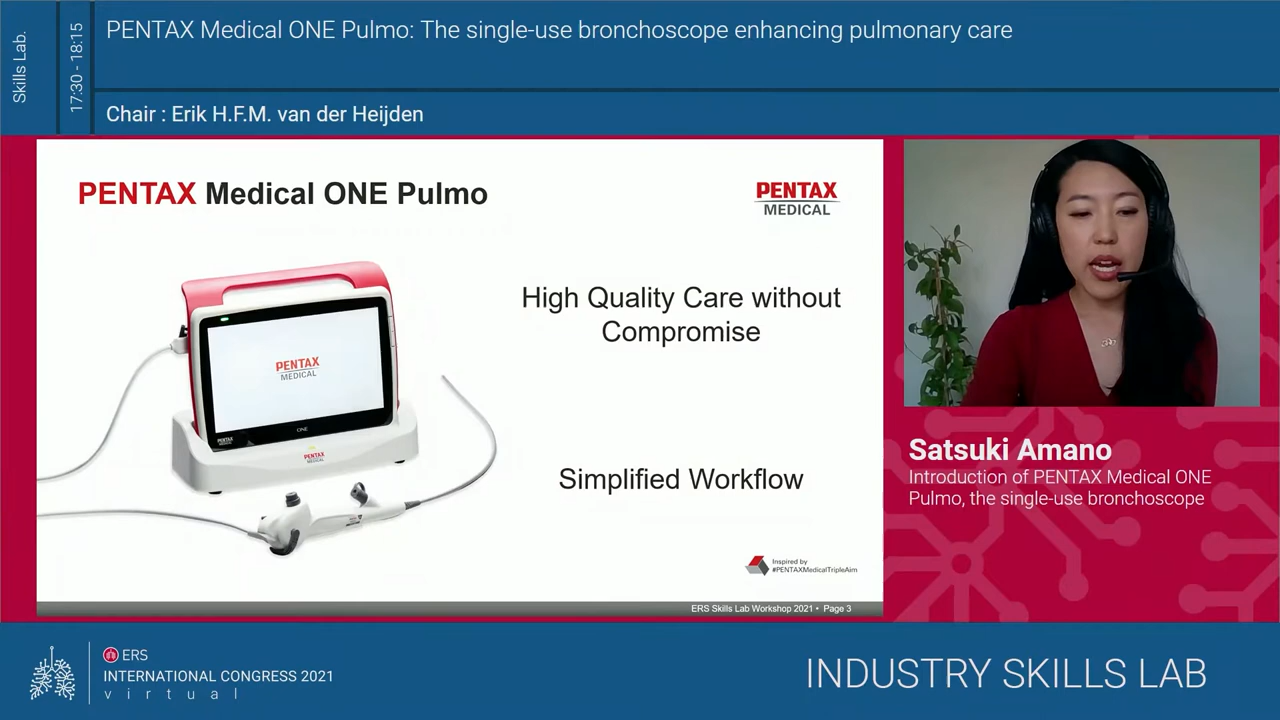 Skills Lab.
17:30 - 18:15
PENTAX Medical ONE Pulmo: The single-use bronchoscope enhancing pulmonary care
Chair : Erik H.F.M. van der Heijden
PENTAX Medical ONE Pulmo
PENTAX
MEDICAL
High Quality Care without
Compromise
Simplified Workflow
PENTAX
MEDICAL
ONE
PENTAX
MEDICAL
Inspired by
#PENTAXMedicalTripleAim
ERS Skills Lab Workshop 2021 • Page 3
Satsuki Amano
Introduction of PENTAX Medical ONE
Pulmo, the single-use bronchoscope
ERS
INTERNATIONAL CONGRESS 2021
virtual
INDUSTRY SKILLS LAB